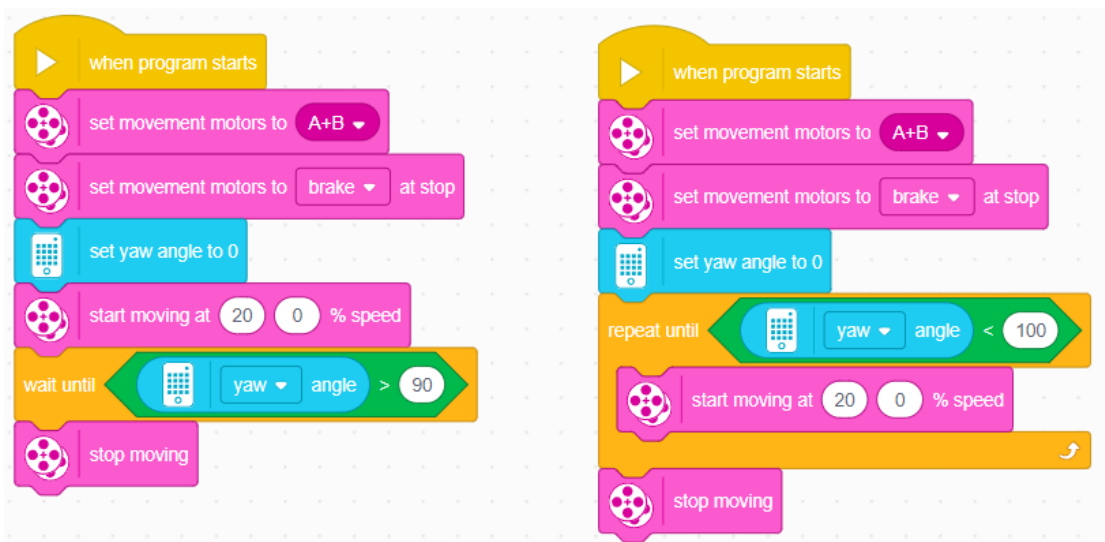 when program starts
set movement motors to A+B
set movement motors to brake at stop
set yaw angle to 0
start moving at 20 0 % speed
wait until yaw angle > 90
stop moving
when program starts
set movement motors to A+B
set movement motors to brake at stop
set yaw angle to 0
repeat until yaw angle < 100
start moving at 20 0 % speed
stop moving